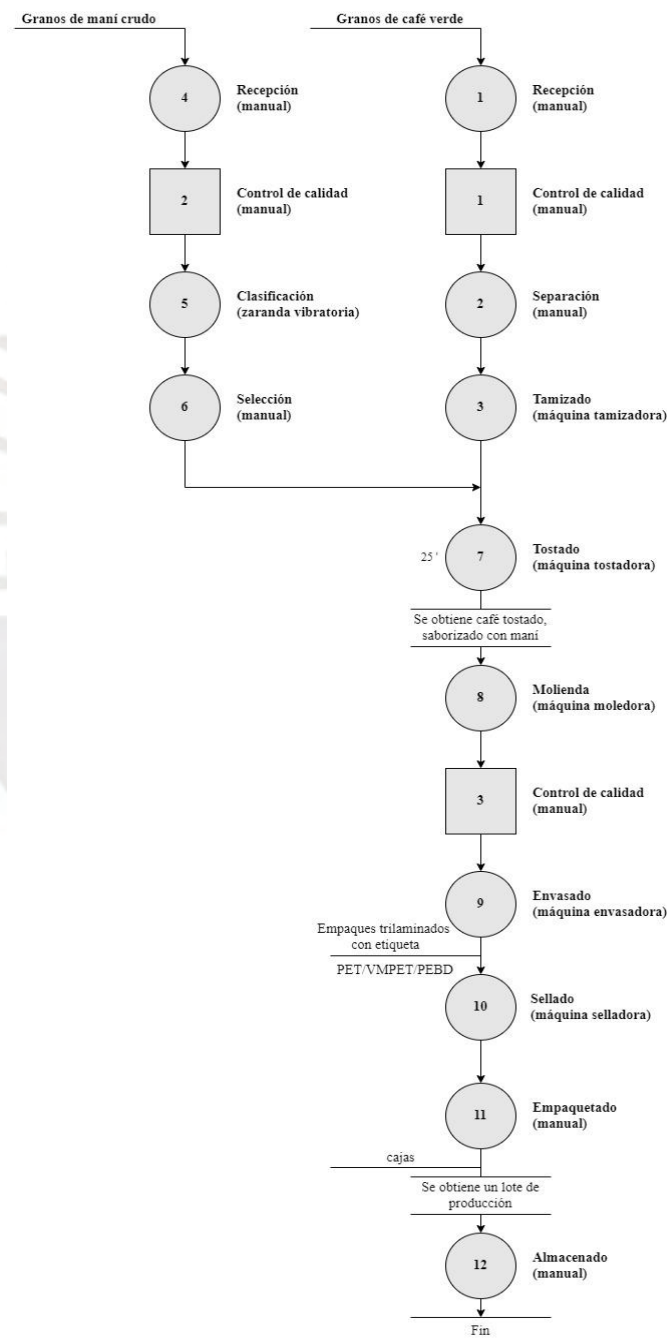 Granos de maní crudo
Granos de café verde
4
Recepción
(manual)
1
Recepción
(manual)
2
Control de calidad
(manual)
1
Control de calidad
(manual)
5
Clasificación
(zaranda vibratoria)
2
Separación
(manual)
6
Selección
(manual)
3
Tamizado
(máquina tamizadora)
25'
7
Tostado
(máquina tostadora)
Se obtiene café tostado,
saborizado con maní
8
Molienda
(máquina moledora)
3
Control de calidad
(manual)
9
Envasado
(máquina envasadora)
Empaques trilaminados
con etiqueta
PET/VMPET/PEBD
10
Sellado
(máquina selladora)
11
Empaquetado
(manual)
cajas
Se obtiene un lote de
producción
12
Almacenado
(manual)
Fin